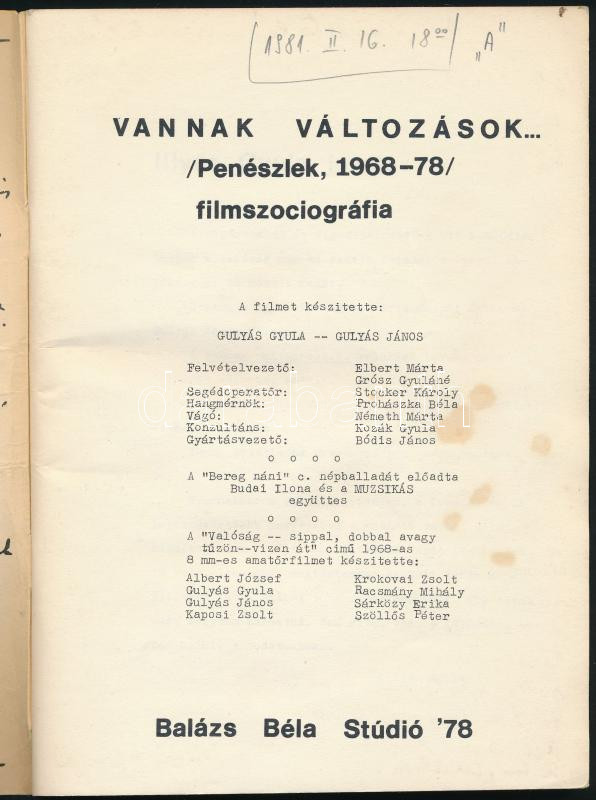 1981. II. 16. 18⁰⁰ "A"
VANNAK VÁLTOZÁSOK...
/Penészlek, 1968-78/
filmszociográfia
A filmet készitette:
GULYÁS GYULA -- GULYÁS JÁNOS
Felvételvezető: Elbert Márta
Grósz Gyuláné
Segédoperatőr: Stocker Károly
Hangmérnök: Prohászka Béla
Vágó: Németh Márta
Konzultáns: Kozák Gyula
Gyártásvezető: Bódis János
o o o o
A "Bereg náni" c. népballadát előadta
Budai Ilona és a MUZSIKÁS
együttes
o o o o
A "Valóság -- sippal, dobbal avagy
tűzön--vizen át" cimű 1968-as
8 mm-es amatőrfilmet készitette:
Albert József Krokovai Zsolt
Gulyás Gyula Racsmány Mihály
Gulyás János Sárközy Erika
Kaposi Zsolt Szöllős Péter
Balázs Béla Stúdió '78